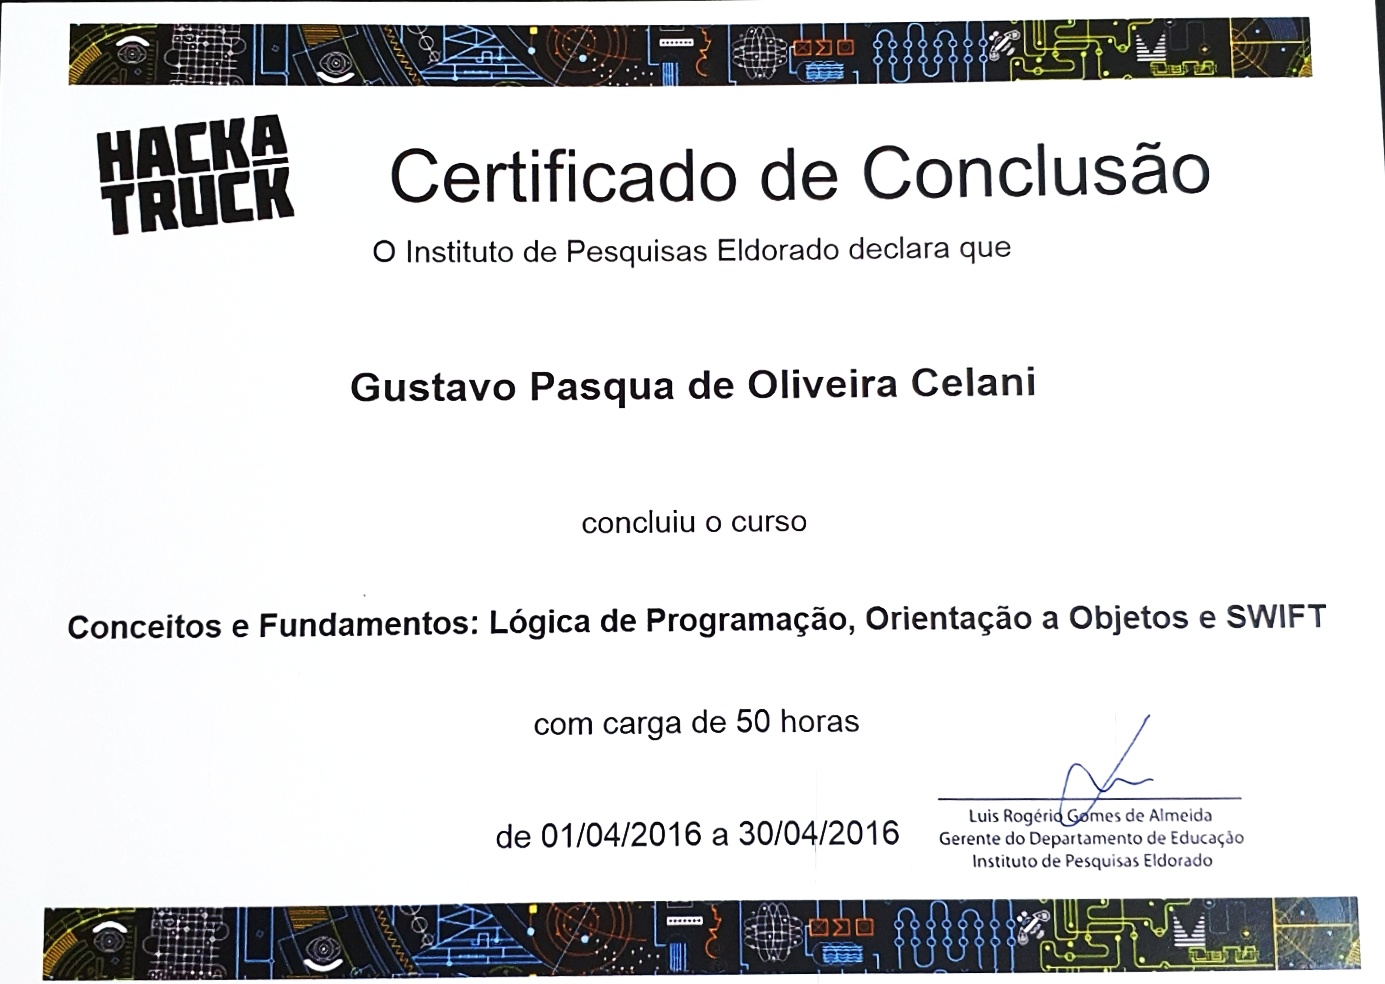 HACKA
TRUCK
Certificado de Conclusão
O Instituto de Pesquisas Eldorado declara que
Gustavo Pasqua de Oliveira Celani
concluiu o curso
Conceitos e Fundamentos: Lógica de Programação, Orientação a Objetos e SWIFT
com carga de 50 horas
de 01/04/2016 a 30/04/2016
Luis Rogério Gomes de Almeida
Gerente do Departamento de Educação
Instituto de Pesquisas Eldorado